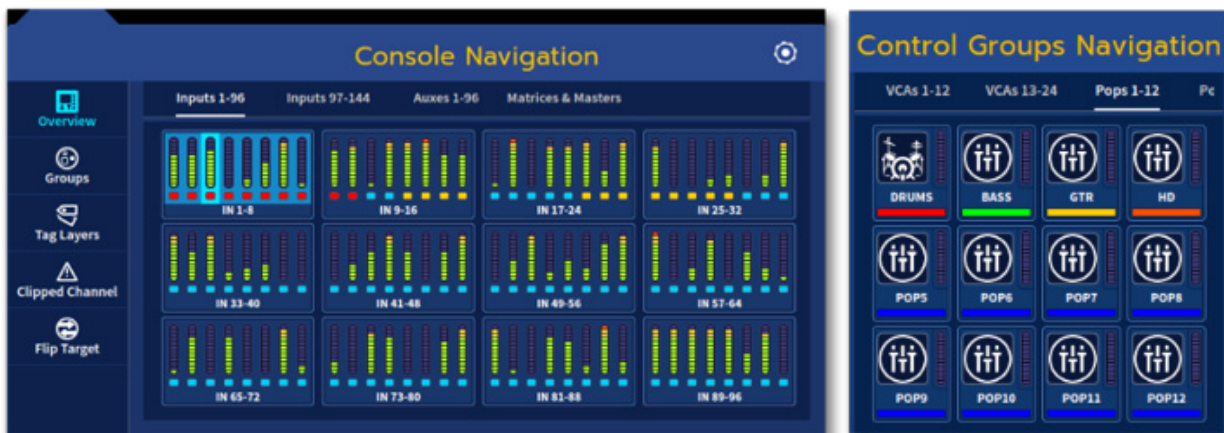 Console Navigation
Overview
Groups
Tag Layers
Clipped Channel
Flip Target
Inputs 1-96 Inputs 97-144 Auxes 1-96 Matrices & Masters
IN 1-8 IN 9-16 IN 17-24 IN 25-32
IN 33-40 IN 41-48 IN 49-56 IN 57-64
IN 65-72 IN 73-80 IN 81-88 IN 89-96
Control Groups Navigation
VCAs 1-12 VCAs 13-24 Pops 1-12
DRUMS BASS GTR HD
POP5 POP6 POP7 POP8
POP9 POP10 POP11 POP12